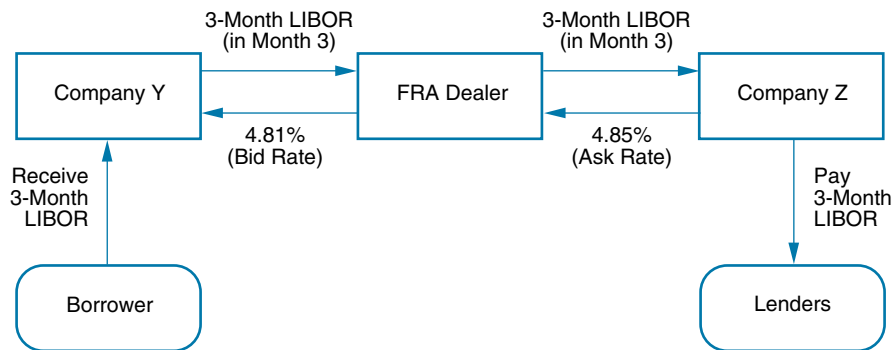 3-Month LIBOR
(in Month 3)
3-Month LIBOR
(in Month 3)
Company Y
FRA Dealer
Company Z
4.81%
(Bid Rate)
4.85%
(Ask Rate)
Receive
3-Month
LIBOR
Pay
3-Month
LIBOR
Borrower
Lenders